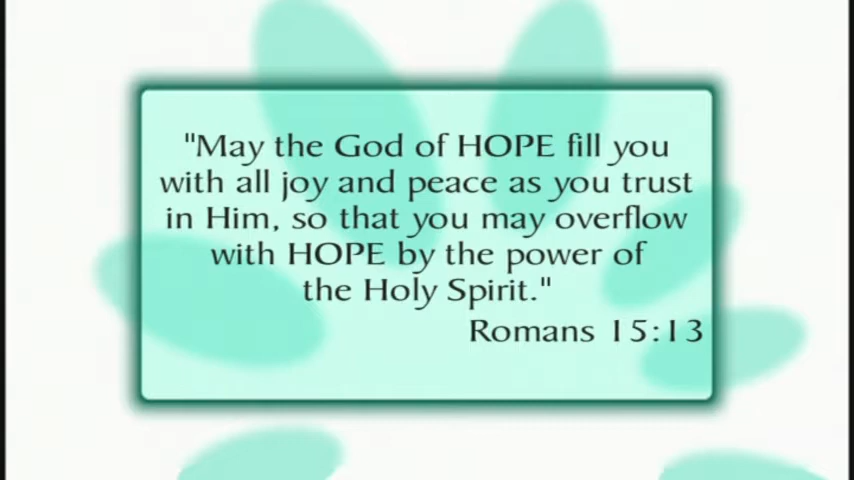 "May the God of HOPE fill you
with all joy and peace as you trust
in Him, so that you may overflow
with HOPE by the power of
the Holy Spirit."
Romans 15:13